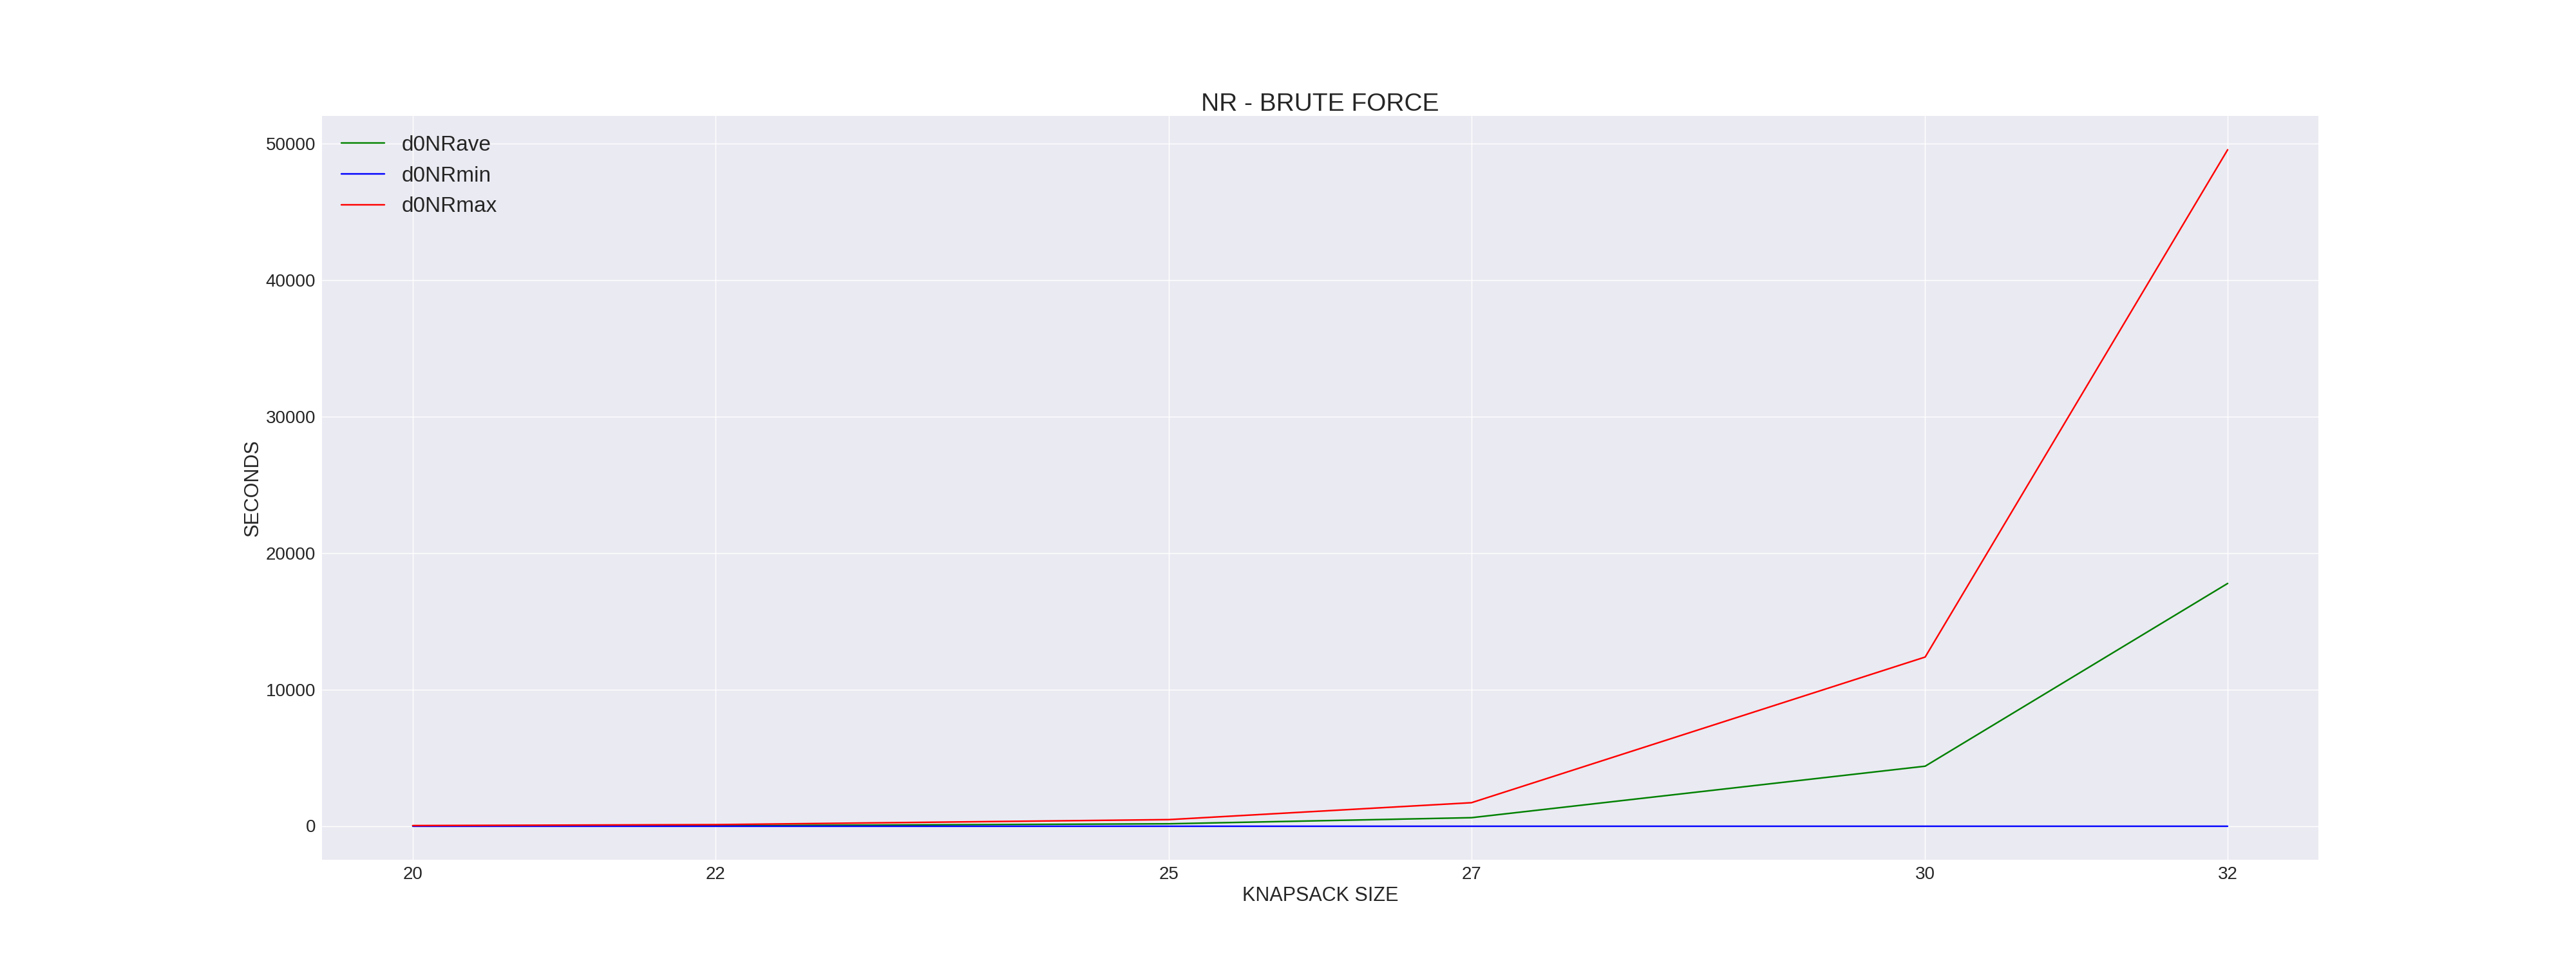 NR - BRUTE FORCE
d0NRave
d0NRmin
d0NRmax
50000
40000
30000
20000
10000
0
SECONDS
20 22 25 27 30 32
KNAPSACK SIZE